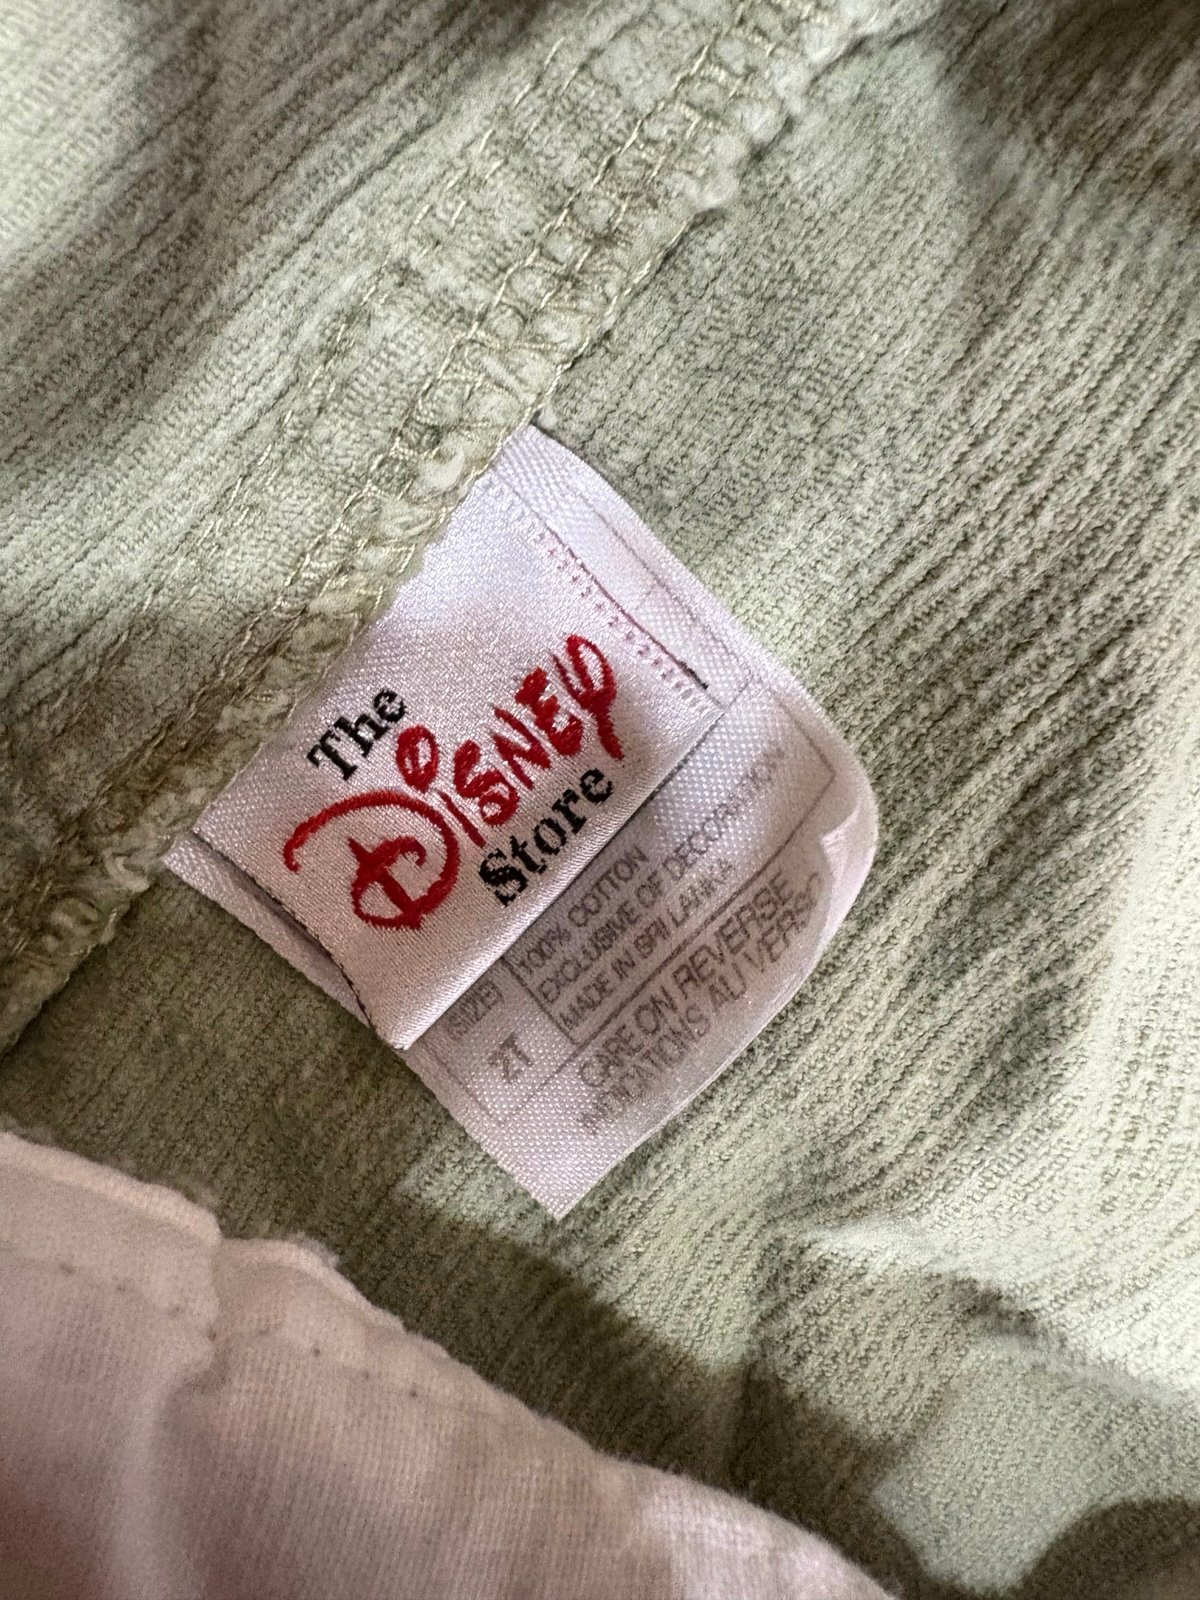 The
DISNEY
Store
SIZE
2T
100% COTTON
EXCLUSIVE OF DECORATION
MADE IN SRI LANKA
CARE ON REVERSE
INDICATIONS AU VERSO